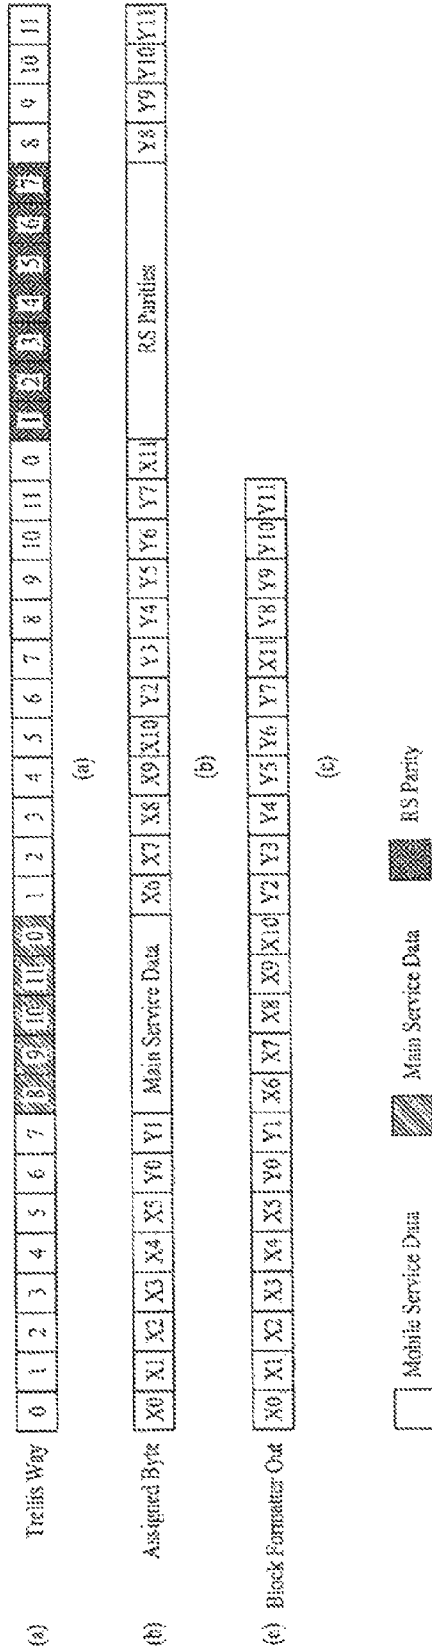 (a) Trellis Way 0 1 2 3 4 5 6 7 8 9 10 11 0 1 2 3 4 5 6 7 8 9 10 11 0 1 2 3 4 5 6 7 8 9 10 11
(a)
(b) Assigned Byte X0 X1 X2 X3 X4 X5 Y0 Y1 Main Service Data X6 X7 X8 X9 X10 Y2 Y3 Y4 Y5 Y6 Y7 X11 RS Parities Y8 Y9 Y10 Y11
(b)
(c) Block Formatter Out X0 X1 X2 X3 X4 X5 Y0 Y1 X6 X7 X8 X9 X10 Y2 Y3 Y4 Y5 Y6 Y7 X11 Y8 Y9 Y10 Y11
(c)
Mobile Service Data Main Service Data RS Parity